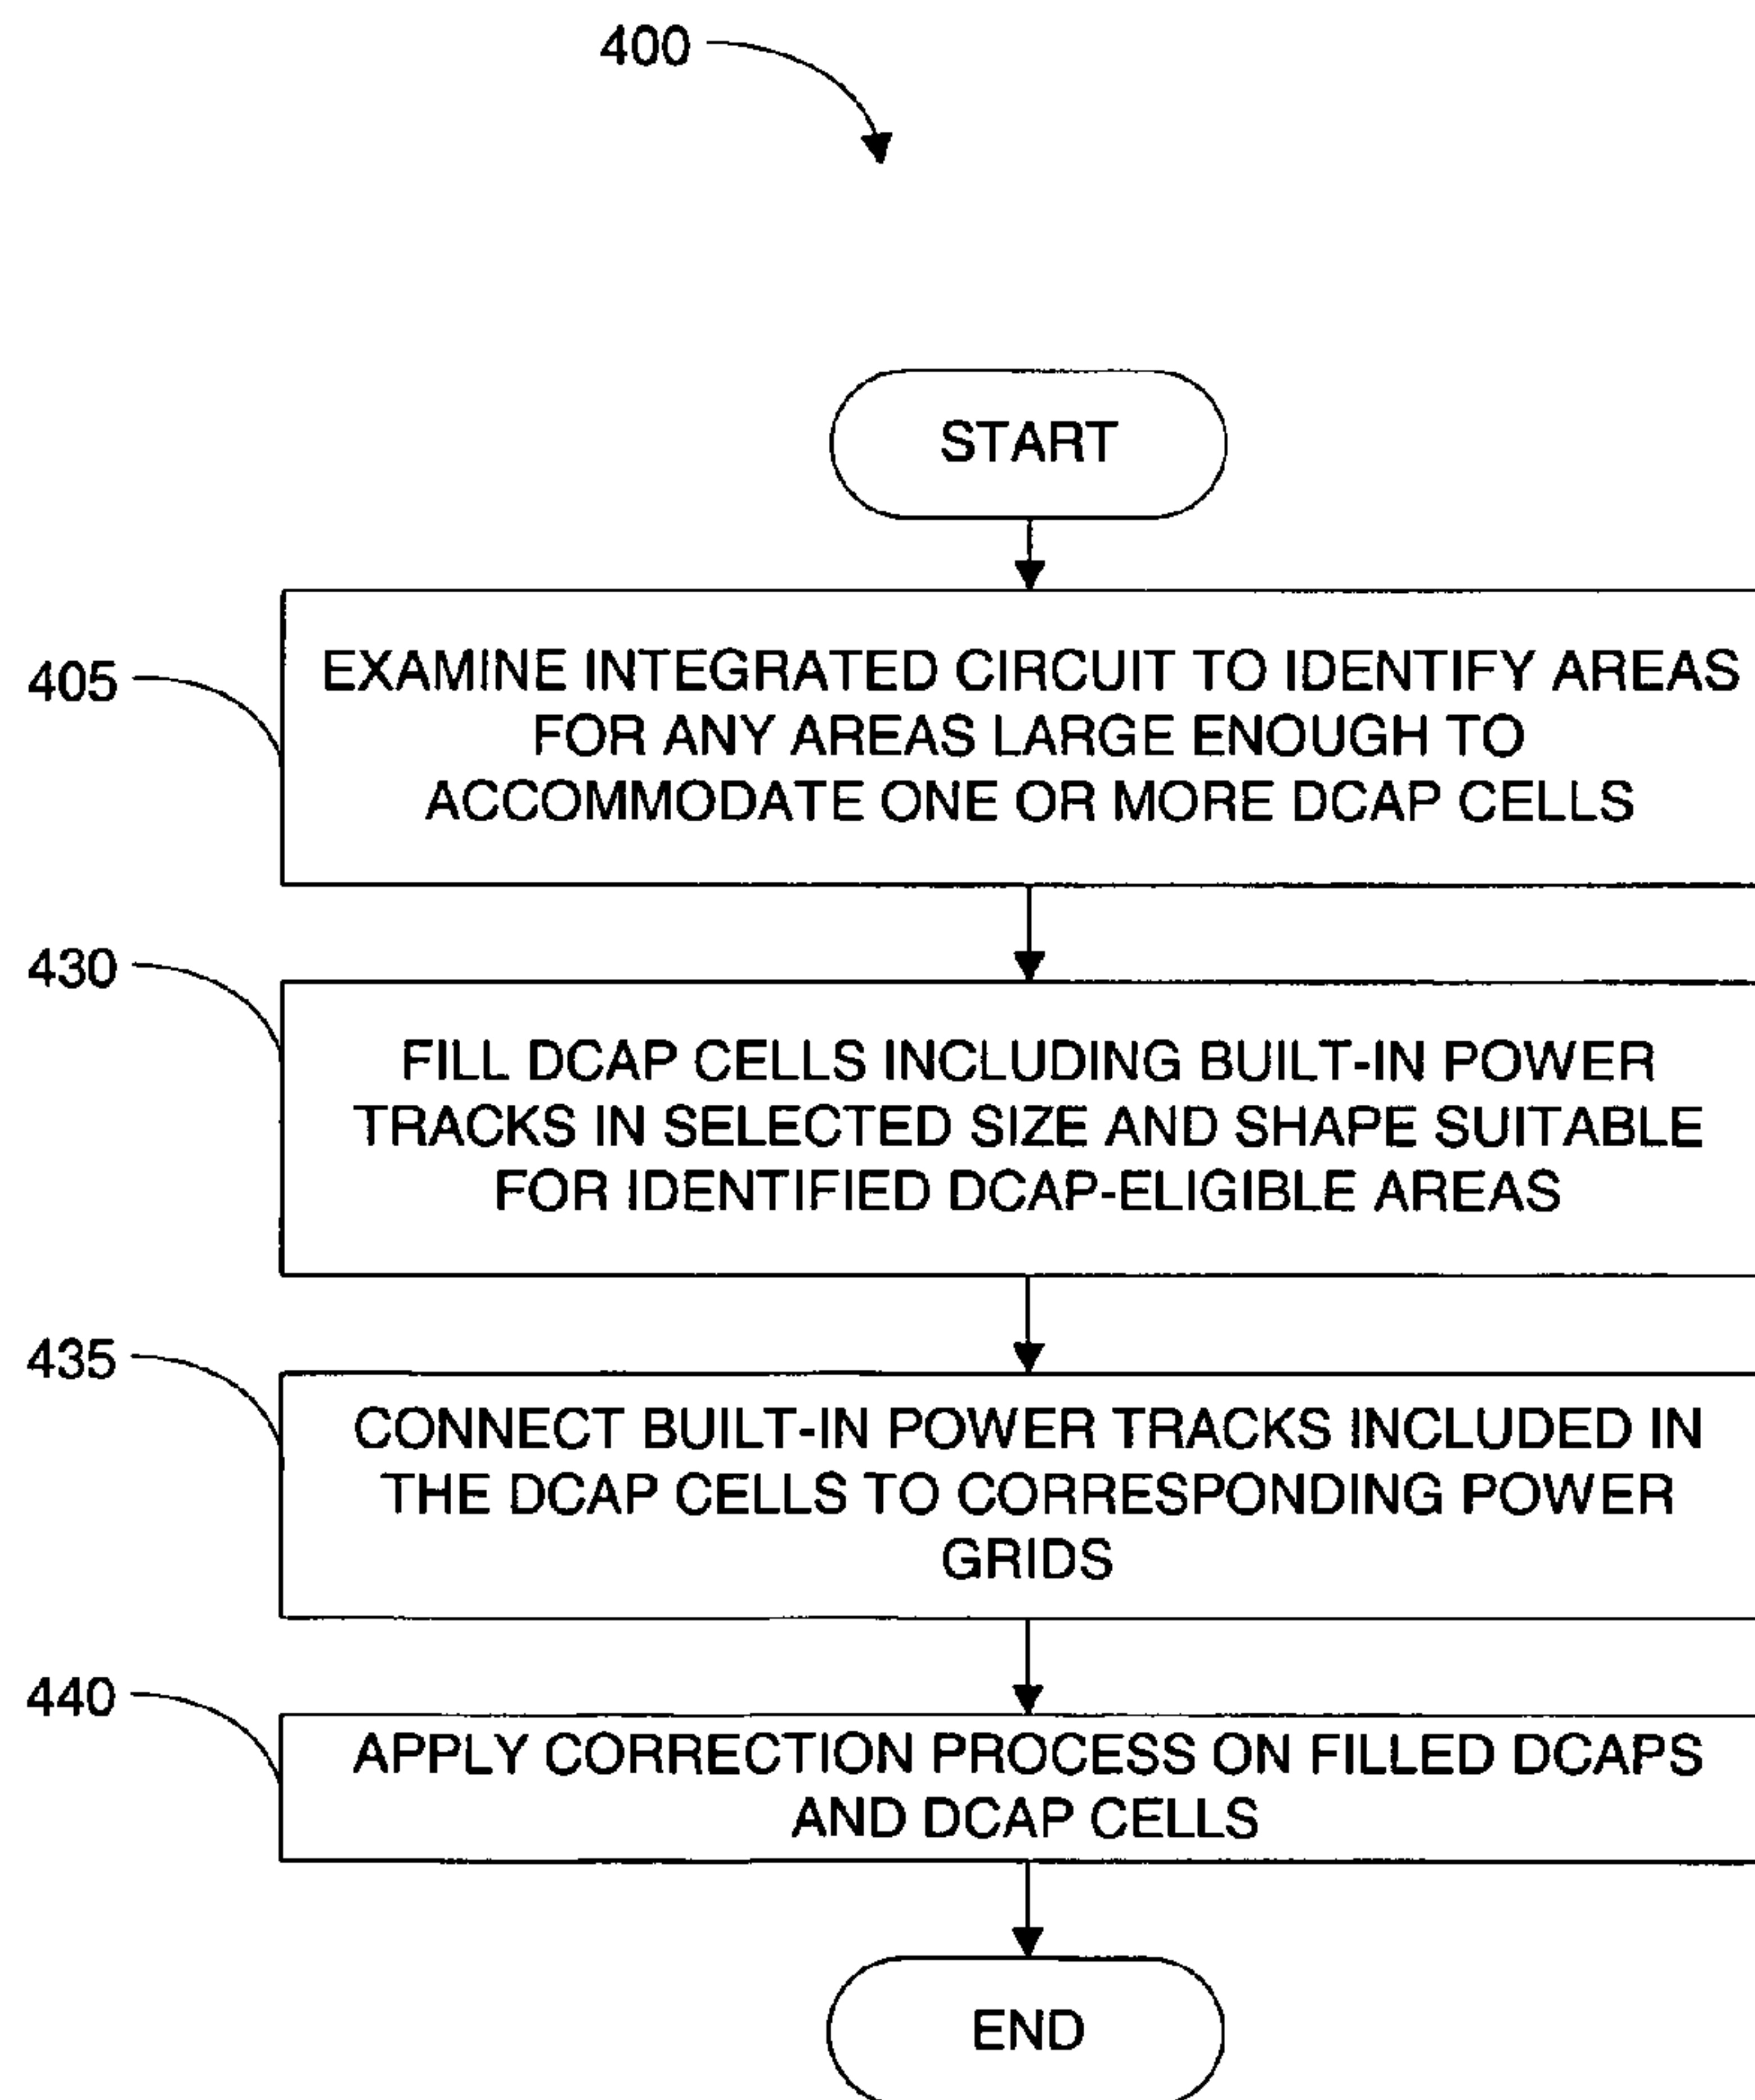 400
START
405
EXAMINE INTEGRATED CIRCUIT TO IDENTIFY AREAS
FOR ANY AREAS LARGE ENOUGH TO
ACCOMMODATE ONE OR MORE DCAP CELLS
430
FILL DCAP CELLS INCLUDING BUILT-IN POWER
TRACKS IN SELECTED SIZE AND SHAPE SUITABLE
FOR IDENTIFIED DCAP-ELIGIBLE AREAS
435
CONNECT BUILT-IN POWER TRACKS INCLUDED IN
THE DCAP CELLS TO CORRESPONDING POWER
GRIDS
440
APPLY CORRECTION PROCESS ON FILLED DCAPS
AND DCAP CELLS
END